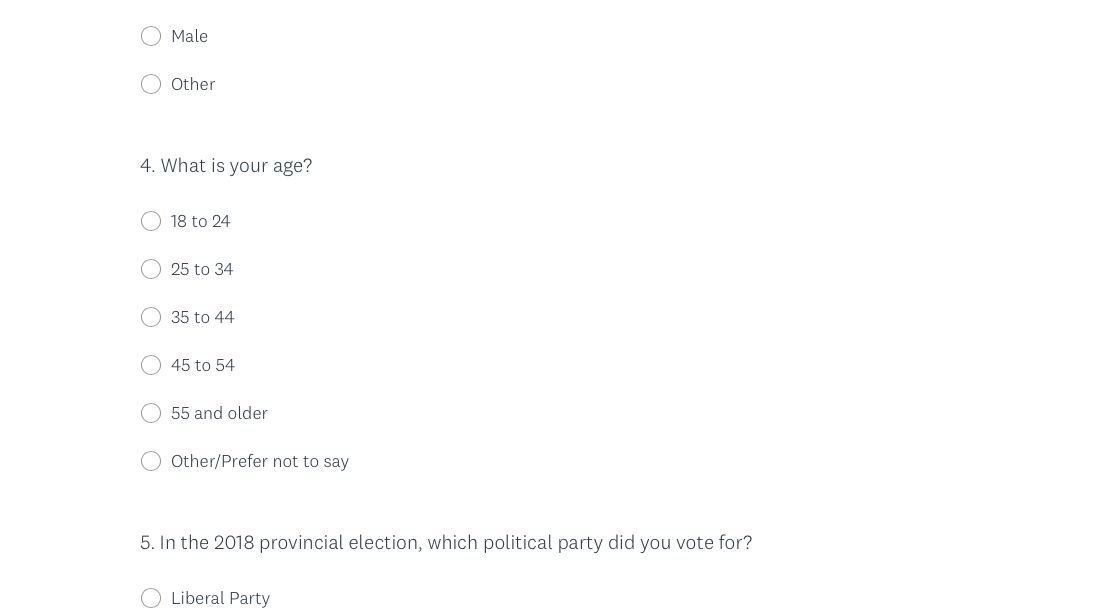 Male
Other
4. What is your age?
18 to 24
25 to 34
35 to 44
45 to 54
55 and older
Other/Prefer not to say
5. In the 2018 provincial election, which political party did you vote for?
Liberal Party